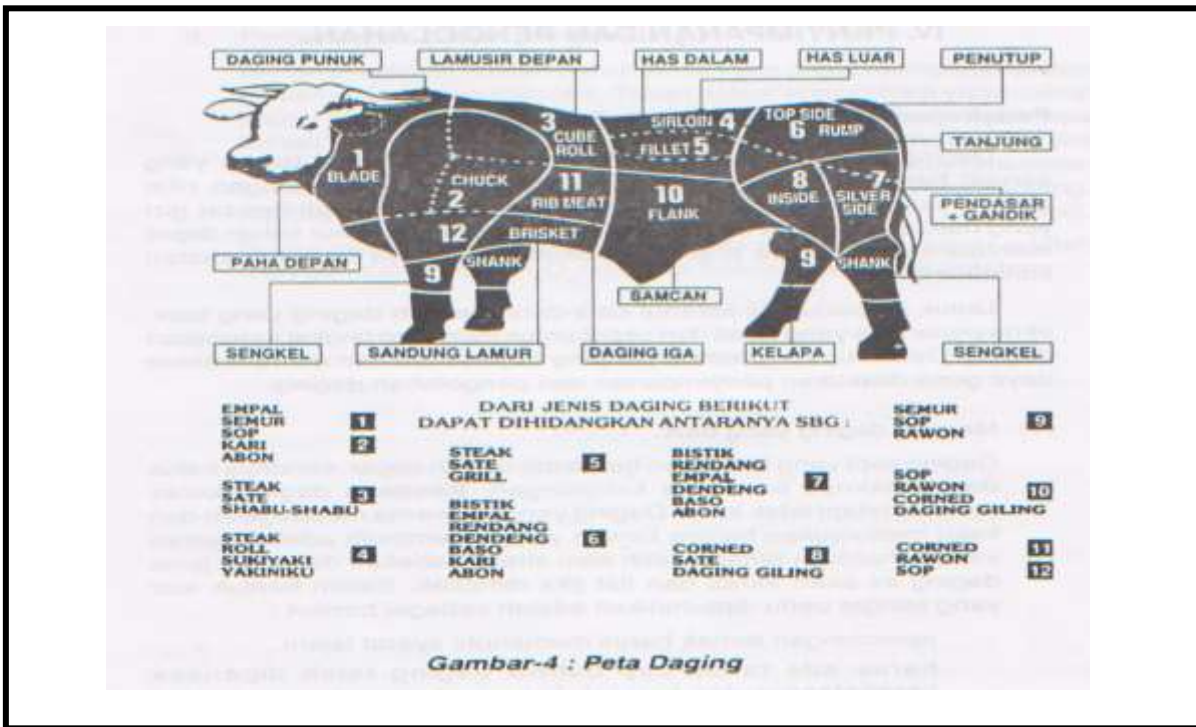 DAGING PUNUK
LAMUSIR DEPAN
HAS DALAM
HAS LUAR
PENUTUP
TANJUNG
PENDASAR
+ GANDIK
PAHA DEPAN
SAMCAN
SENGKEL
SANDUNG LAMUR
DAGING IGA
KELAPA
SENGKEL
1
BLADE
CHUCK
2
3
CUBE
ROLL
SIRLOIN 4
FILLET 5
TOP SIDE
6 RUMP
7
SILVER
SIDE
8
INSIDE
11
RIB MEAT
10
FLANK
12
BRISKET
9
SHANK
9
SHANK
DARI JENIS DAGING BERIKUT
DAPAT DIHIDANGKAN ANTARANYA SBG :
EMPAL
SEMUR 1
SOP
KARI 2
ABON
STEAK
SATE 3
SHABU-SHABU
STEAK
ROLL 4
SUKIYAKI
YAKINIKU
STEAK
SATE 5
GRILL
BISTIK
EMPAL
RENDANG
DENDENG 6
BASO
KARI
ABON
BISTIK
RENDANG
EMPAL 7
DENDENG
BASO
ABON
CORNED 8
SATE
DAGING GILING
SEMUR 9
SOP
RAWON
SOP
RAWON 10
CORNED
DAGING GILING
CORNED 11
RAWON
SOP 12
Gambar-4 : Peta Daging